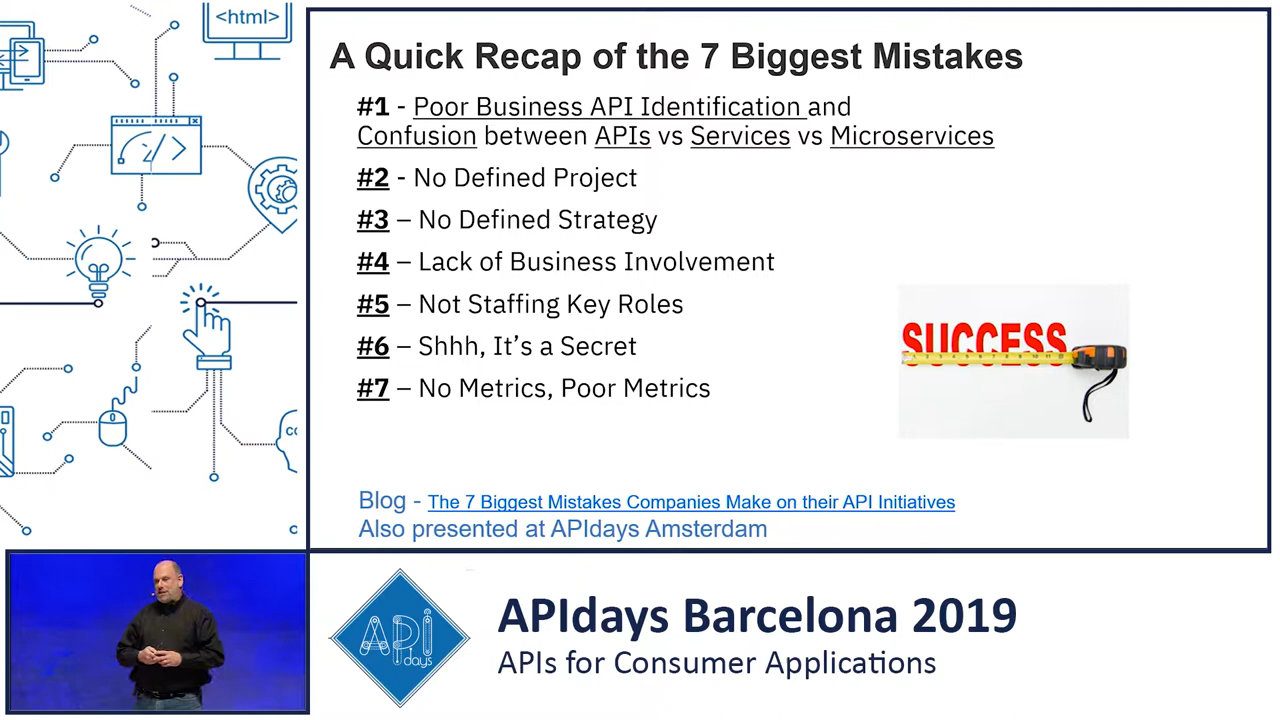 <html>
A Quick Recap of the 7 Biggest Mistakes
#1 - Poor Business API Identification and
Confusion between APIs vs Services vs Microservices
#2 - No Defined Project
#3 – No Defined Strategy
#4 – Lack of Business Involvement
#5 – Not Staffing Key Roles
#6 – Shhh, It's a Secret
#7 – No Metrics, Poor Metrics
SUCCESS
Blog - The 7 Biggest Mistakes Companies Make on their API Initiatives
Also presented at APIdays Amsterdam
API
days
APIdays Barcelona 2019
APIs for Consumer Applications